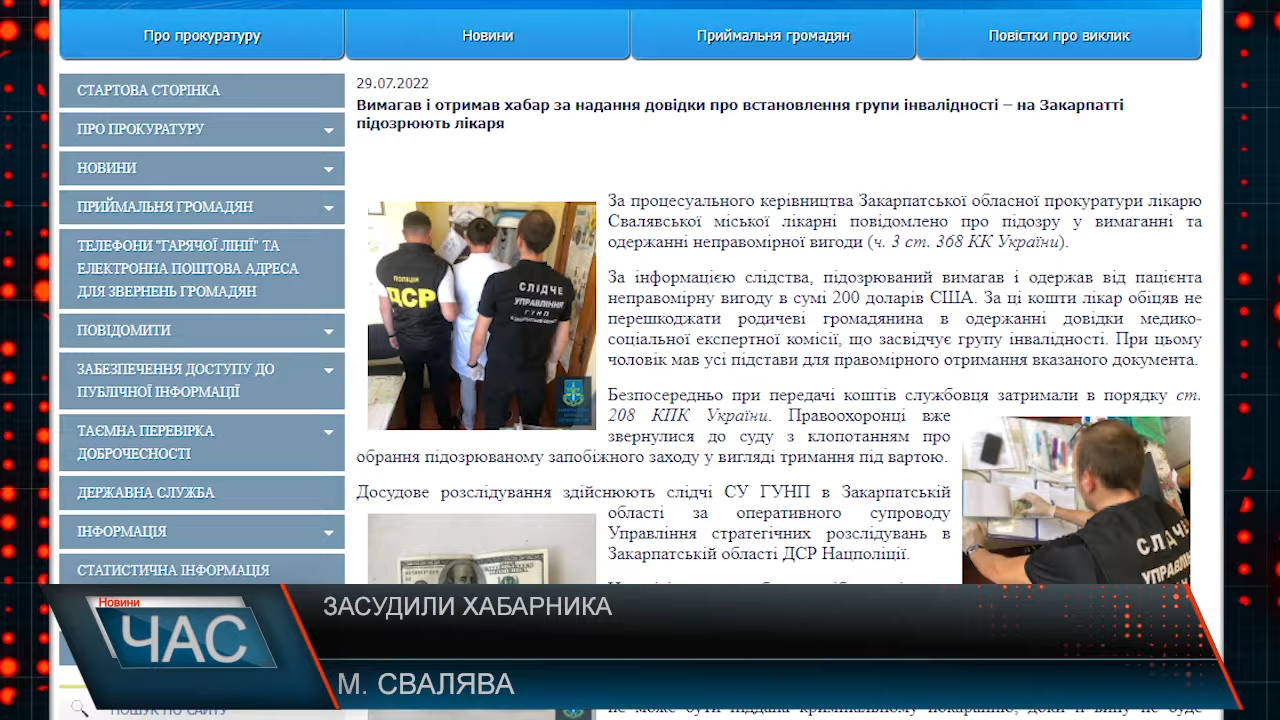 Про прокуратуру
Новини
Приймальня громадян
Повістки про виклик
СТАРТОВА СТОРІНКА
ПРО ПРОКУРАТУРУ
НОВИНИ
ПРИЙМАЛЬНЯ ГРОМАДЯН
ТЕЛЕФОНИ "ГАРЯЧОЇ ЛІНІЇ" ТА
ЕЛЕКТРОННА ПОШТОВА АДРЕСА
ДЛЯ ЗВЕРНЕНЬ ГРОМАДЯН
ПОВІДОМИТИ
ЗАБЕЗПЕЧЕННЯ ДОСТУПУ ДО
ПУБЛІЧНОЇ ІНФОРМАЦІЇ
ТАЄМНА ПЕРЕВІРКА
ДОБРОЧЕСНОСТІ
ДЕРЖАВНА СЛУЖБА
ІНФОРМАЦІЯ
СТАТИСТИЧНА ІНФОРМАЦІЯ
ПОШУК ПО САЙТУ
29.07.2022
Вимагав і отримав хабар за надання довідки про встановлення групи інвалідності – на Закарпатті
підозрюють лікаря
За процесуального керівництва Закарпатської обласної прокуратури лікарю
Свалявської міської лікарні повідомлено про підозру у вимаганні та
одержанні неправомірної вигоди (ч. 3 ст. 368 КК України).
За інформацією слідства, підозрюваний вимагав і одержав від пацієнта
неправомірну вигоду в сумі 200 доларів США. За ці кошти лікар обіцяв не
перешкоджати родичеві громадянина в одержанні довідки медико-
соціальної експертної комісії, що засвідчує групу інвалідності. При цьому
чоловік мав усі підстави для правомірного отримання вказаного документа.
Безпосередньо при передачі коштів службовця затримали в порядку ст.
208 КПК України. Правоохоронці вже
звернулися до суду з клопотанням про
обрання підозрюваному запобіжного заходу у вигляді тримання під вартою.
Досудове розслідування здійснюють слідчі СУ ГУНП в Закарпатській
області за оперативного супроводу
Управління стратегічних розслідувань в
Закарпатській області ДСР Нацполіції.
ПОЛІЦІЯ
ДСР
СЛІДЧЕ
УПРАВЛІННЯ
ГУНП
СЛІДЧЕ
Новини
ЧАС
ЗАСУДИЛИ ХАБАРНИКА
М. СВАЛЯВА